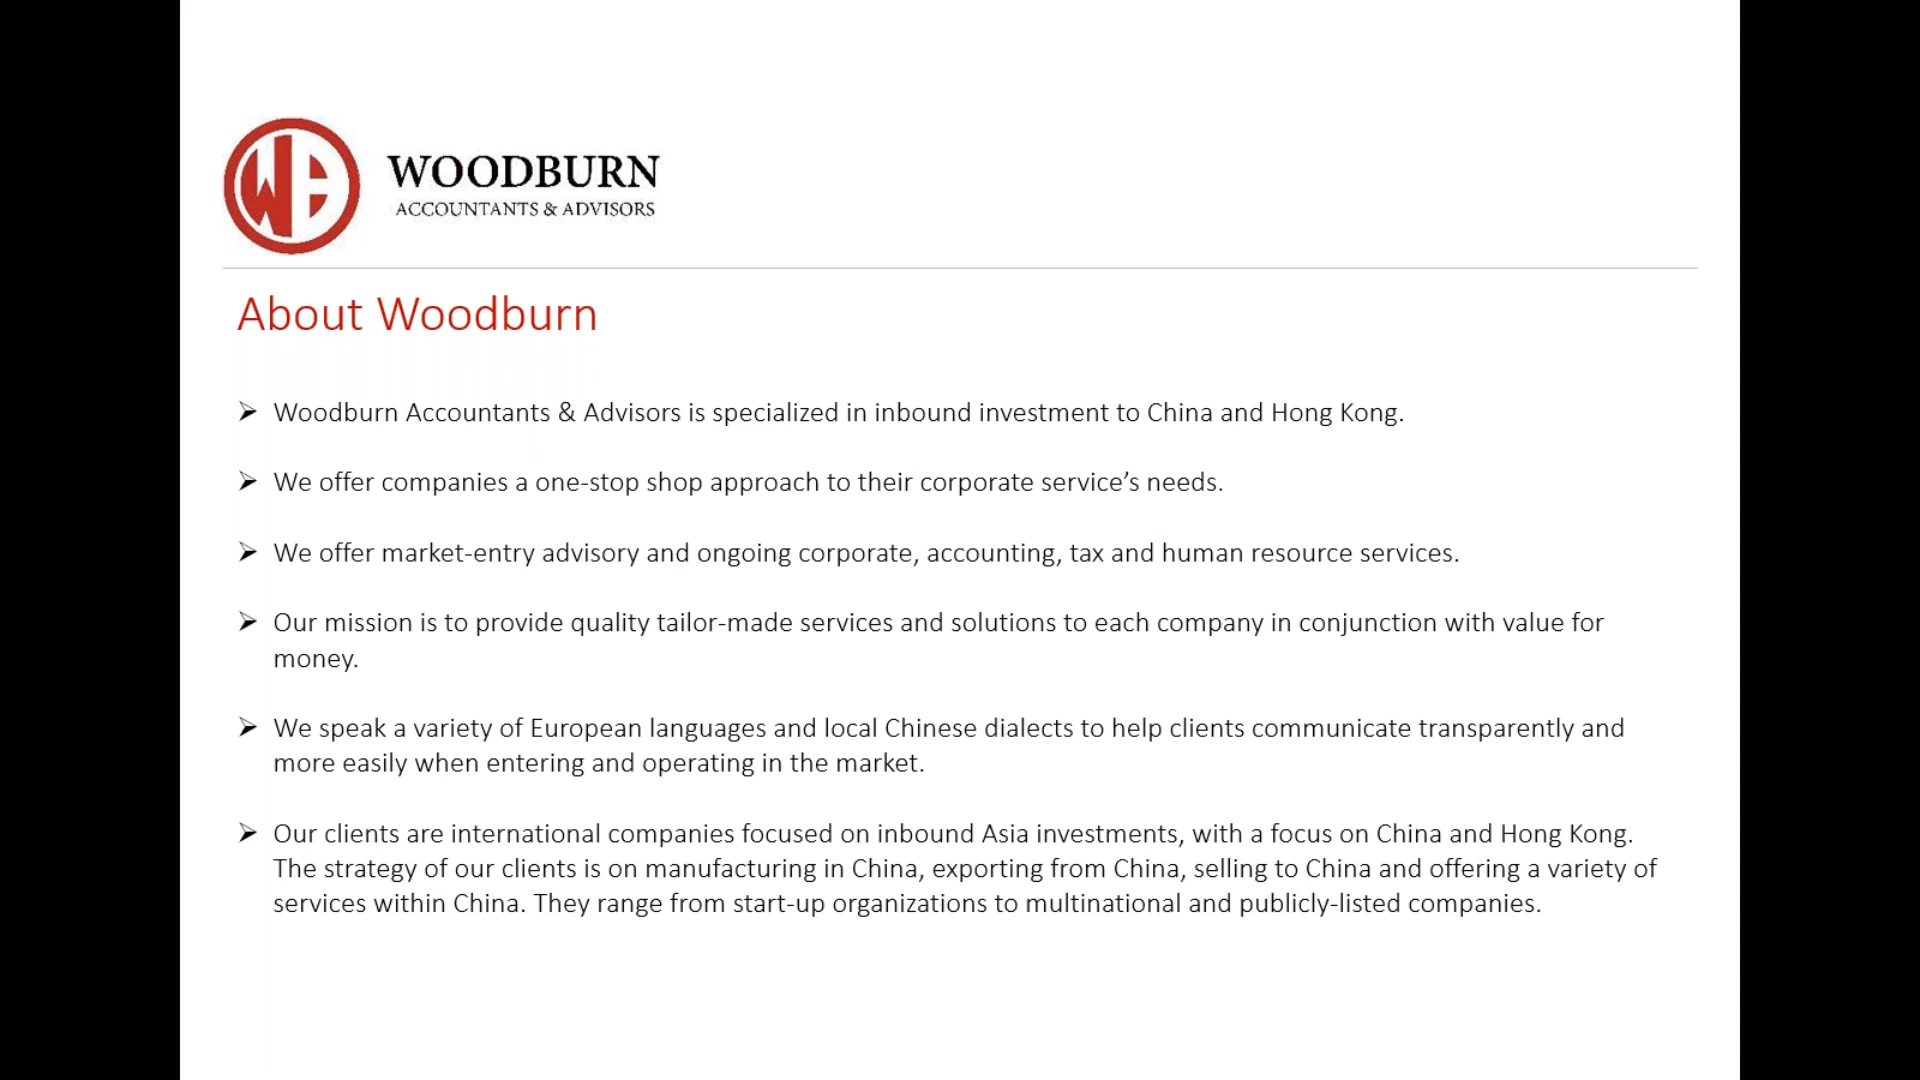 WOODBURN
ACCOUNTANTS & ADVISORS
About Woodburn
➢ Woodburn Accountants & Advisors is specialized in inbound investment to China and Hong Kong.
➢ We offer companies a one-stop shop approach to their corporate service’s needs.
➢ We offer market-entry advisory and ongoing corporate, accounting, tax and human resource services.
➢ Our mission is to provide quality tailor-made services and solutions to each company in conjunction with value for
money.
➢ We speak a variety of European languages and local Chinese dialects to help clients communicate transparently and
more easily when entering and operating in the market.
➢ Our clients are international companies focused on inbound Asia investments, with a focus on China and Hong Kong.
The strategy of our clients is on manufacturing in China, exporting from China, selling to China and offering a variety of
services within China. They range from start-up organizations to multinational and publicly-listed companies.